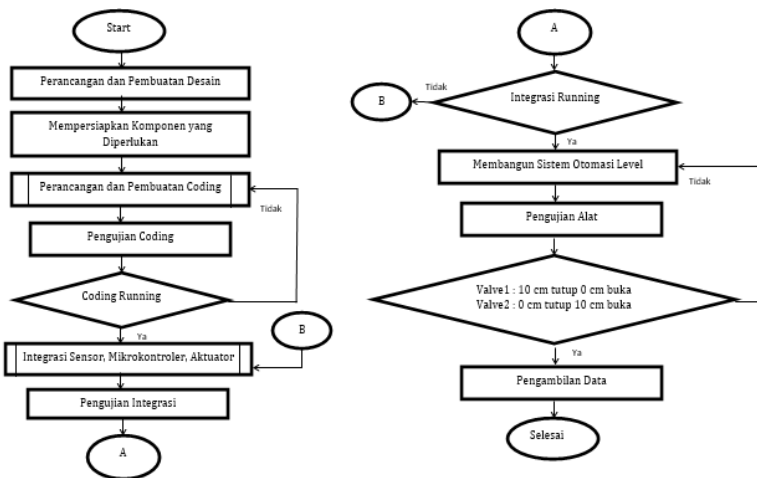 Start
Perancangan dan Pembuatan Desain
Mempersiapkan Komponen yang
Diperlukan
Perancangan dan Pembuatan Coding
Tidak
Pengujian Coding
Coding Running
Ya
B
Integrasi Sensor, Mikrokontroler, Aktuator
Pengujian Integrasi
A
A
Tidak
B
Integrasi Running
Ya
Membangun Sistem Otomasi Level
Tidak
Pengujian Alat
Valve1 : 10 cm tutup 0 cm buka
Valve2 : 0 cm tutup 10 cm buka
Ya
Pengambilan Data
Selesai